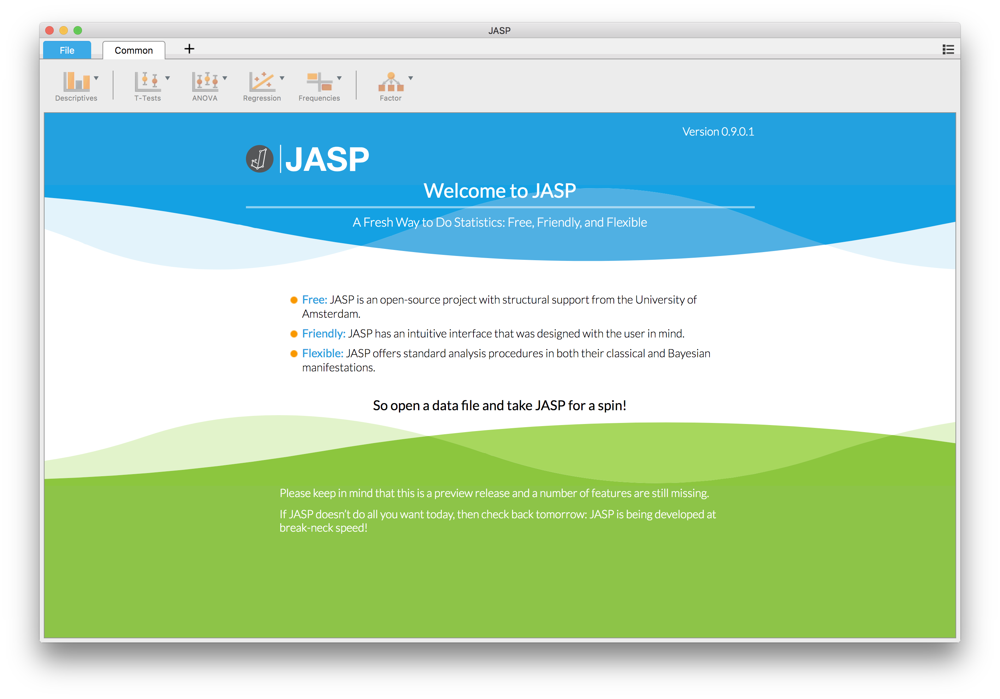 JASP
File
Common
+
Descriptives
T-Tests
ANOVA
Regression
Frequencies
Factor
Version 0.9.0.1
JASP
Welcome to JASP
A Fresh Way to Do Statistics: Free, Friendly, and Flexible
Free: JASP is an open-source project with structural support from the University of
Amsterdam.
Friendly: JASP has an intuitive interface that was designed with the user in mind.
Flexible: JASP offers standard analysis procedures in both their classical and Bayesian
manifestations.
So open a data file and take JASP for a spin!
Please keep in mind that this is a preview release and a number of features are still missing.
If JASP doesn’t do all you want today, then check back tomorrow: JASP is being developed at
break-neck speed!